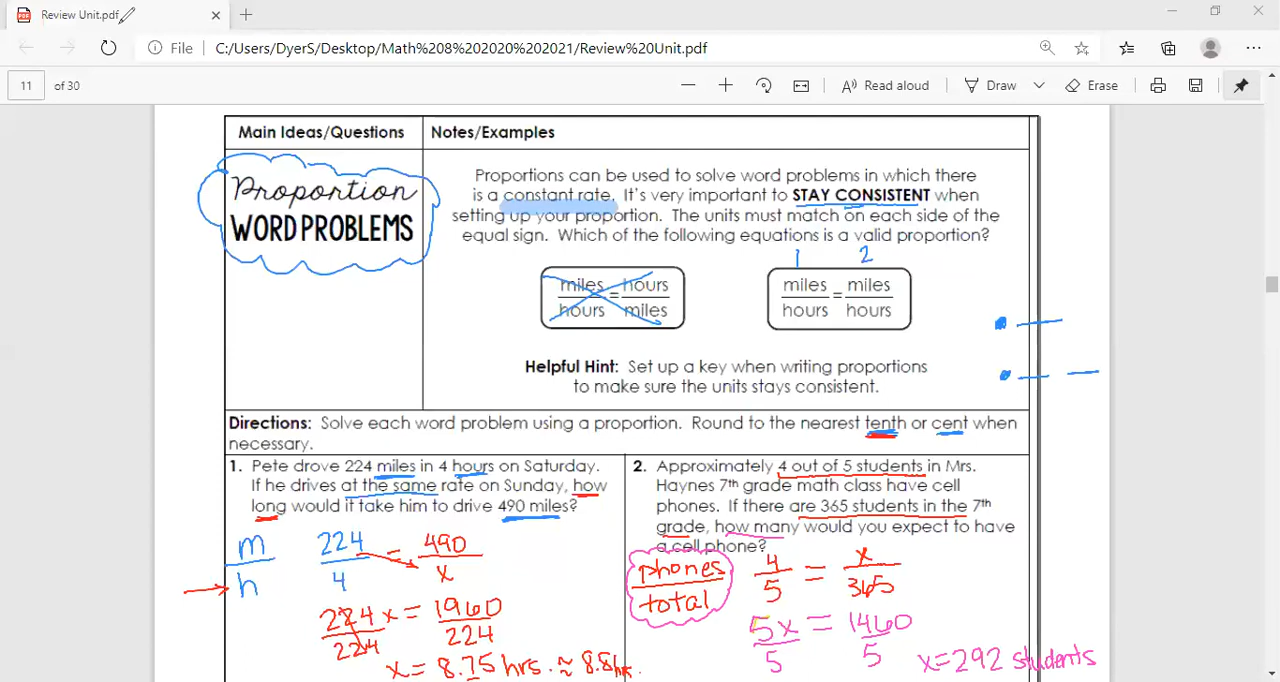 Review Unit.pdf
File C:/Users/DyerS/Desktop/Math%208%202020%202021/Review%20Unit.pdf
11 of 30
Read aloud Draw Erase
Main Ideas/Questions
Notes/Examples
Proportion
WORD PROBLEMS
Proportions can be used to solve word problems in which there
is a constant rate. It's very important to STAY CONSISTENT when
setting up your proportion. The units must match on each side of the
equal sign. Which of the following equations is a valid proportion?
1 2
miles/hours = hours/miles
miles/hours = miles/hours
Helpful Hint: Set up a key when writing proportions
to make sure the units stays consistent.
Directions: Solve each word problem using a proportion. Round to the nearest tenth or cent when
necessary.
1. Pete drove 224 miles in 4 hours on Saturday.
If he drives at the same rate on Sunday, how
long would it take him to drive 490 miles?
m/h 224/4 = 490/x
224x/224 = 1960/224
x = 8.75 hrs. ≈ 8.8hr.
2. Approximately 4 out of 5 students in Mrs.
Haynes 7th grade math class have cell
phones. If there are 365 students in the 7th
grade, how many would you expect to have
a cell phone?
phones/total 4/5 = x/365
5x/5 = 1460/5
x=292 students